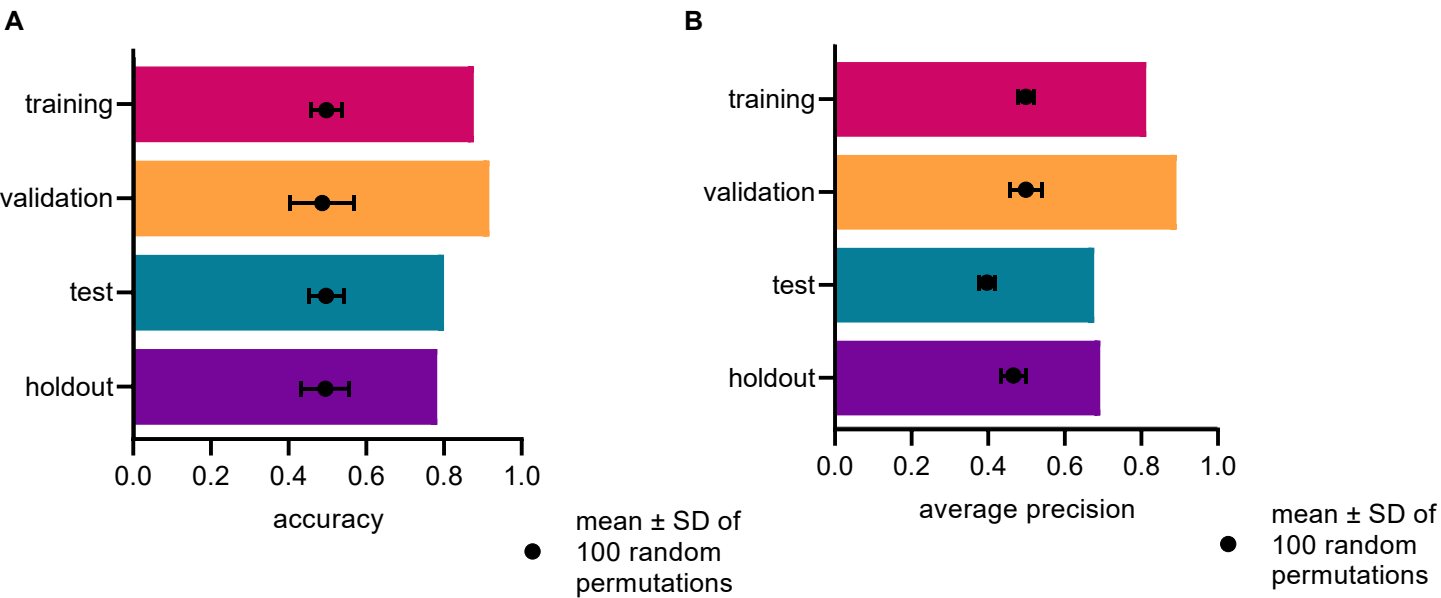 A
training
validation
test
holdout
0.0 0.2 0.4 0.6 0.8 1.0
accuracy
mean ± SD of
100 random
permutations
B
training
validation
test
holdout
0.0 0.2 0.4 0.6 0.8 1.0
average precision
mean ± SD of
100 random
permutations